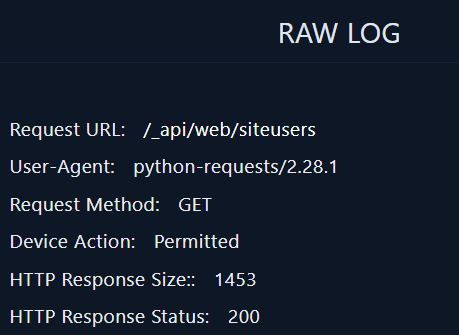 RAW LOG
Request URL: /_api/web/siteusers
User-Agent: python-requests/2.28.1
Request Method: GET
Device Action: Permitted
HTTP Response Size:: 1453
HTTP Response Status: 200